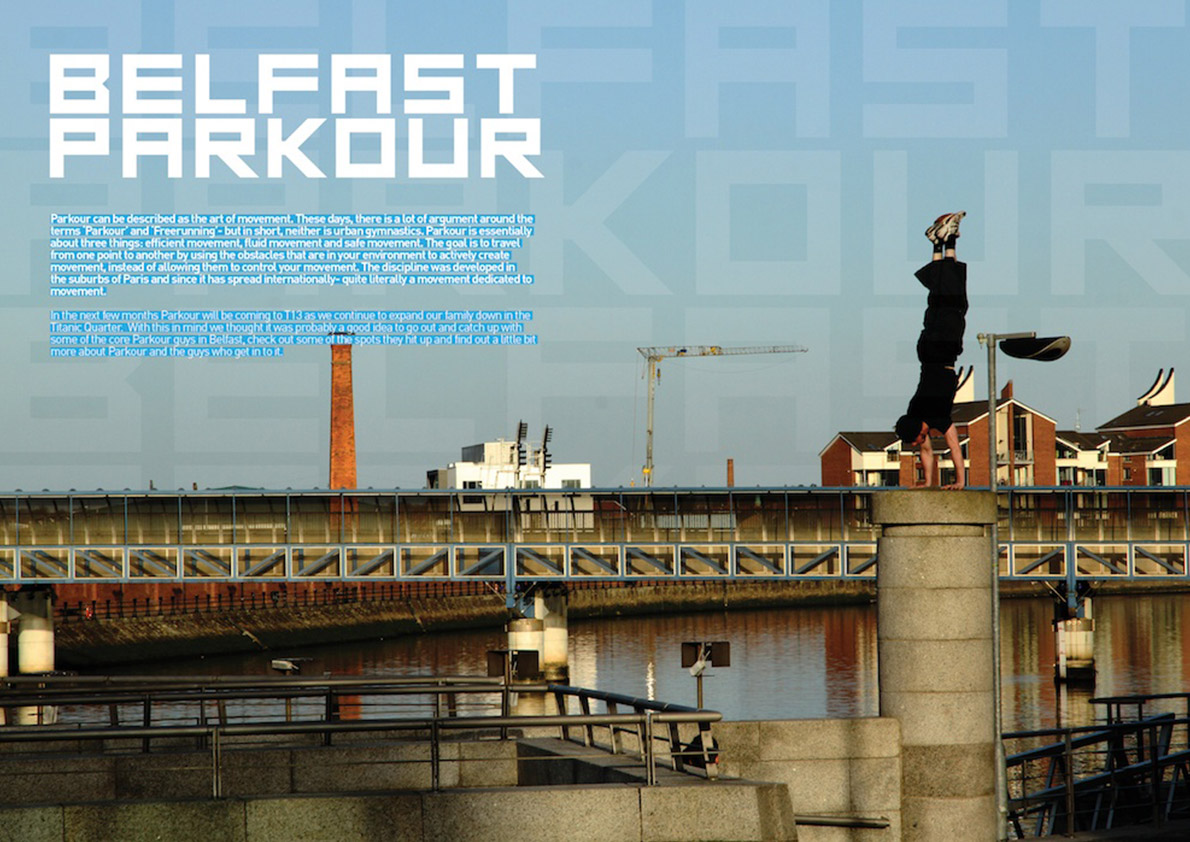 BELFAST
PARKOUR
Parkour can be described as the art of movement. These days, there is a lot of argument around the
terms 'Parkour' and 'Freerunning'- but in short, neither is urban gymnastics. Parkour is essentially
about three things: efficient movement, fluid movement and safe movement. The goal is to travel
from one point to another by using the obstacles that are in your environment to actively create
movement, instead of allowing them to control your movement. The discipline was developed in
the suburbs of Paris and since it has spread internationally- quite literally a movement dedicated to
movement.
In the next few months Parkour will be coming to T13 as we continue to expand our family down in the
Titanic Quarter. With this in mind we thought it was probably a good idea to go out and catch up with
some of the core Parkour guys in Belfast, check out some of the spots they hit up and find out a little bit
more about Parkour and the guys who get in to it.
BELFAST
PARKOUR
BELFAST